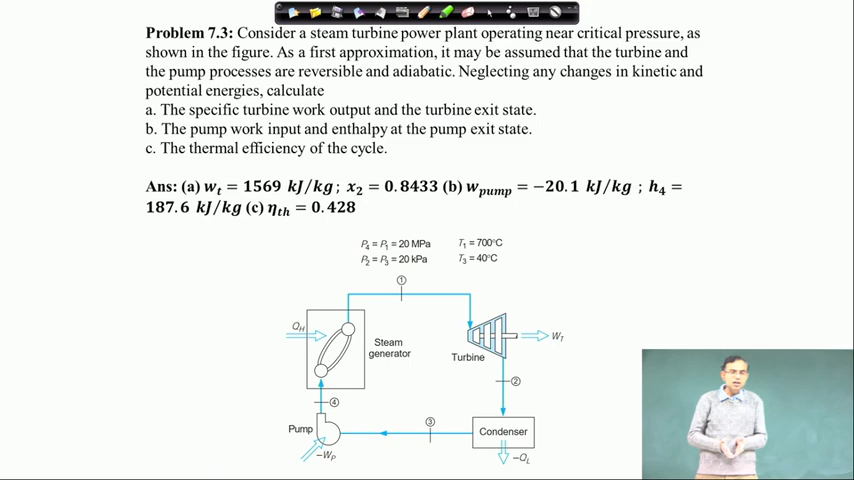 Problem 7.3: Consider a steam turbine power plant operating near critical pressure, as
shown in the figure. As a first approximation, it may be assumed that the turbine and
the pump processes are reversible and adiabatic. Neglecting any changes in kinetic and
potential energies, calculate
a. The specific turbine work output and the turbine exit state.
b. The pump work input and enthalpy at the pump exit state.
c. The thermal efficiency of the cycle.
Ans: (a) w_t = 1569 kJ/kg; x_2 = 0.8433 (b) w_pump = −20.1 kJ/kg ; h_4 =
187.6 kJ/kg (c) η_th = 0.428
P_4 = P_1 = 20 MPa T_1 = 700°C
P_2 = P_3 = 20 kPa T_3 = 40°C
1
Q_H
Steam
generator
Turbine
W_T
2
4
3
Pump
Condenser
−W_P
−Q_L